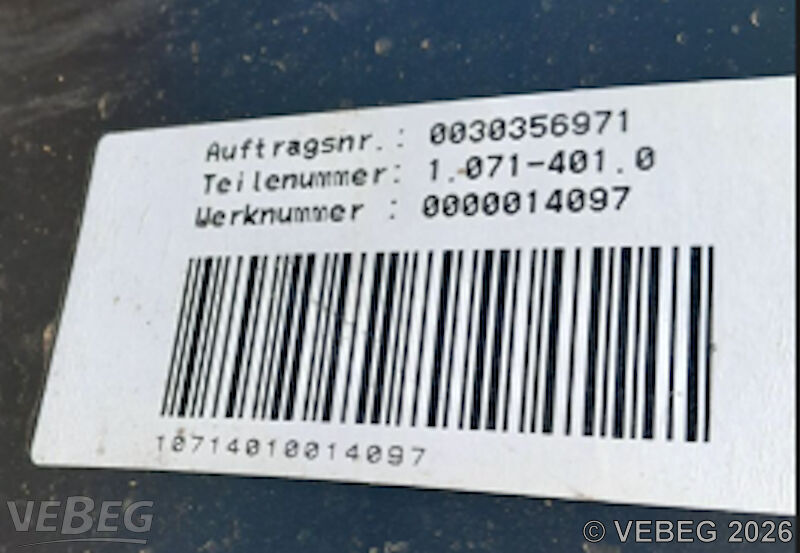 Auftragsnr.: 0030356971
Teilenummer: 1.071-401.0
Werknummer : 0000014097
10714010014097
VEBEG
© VEBEG 2026